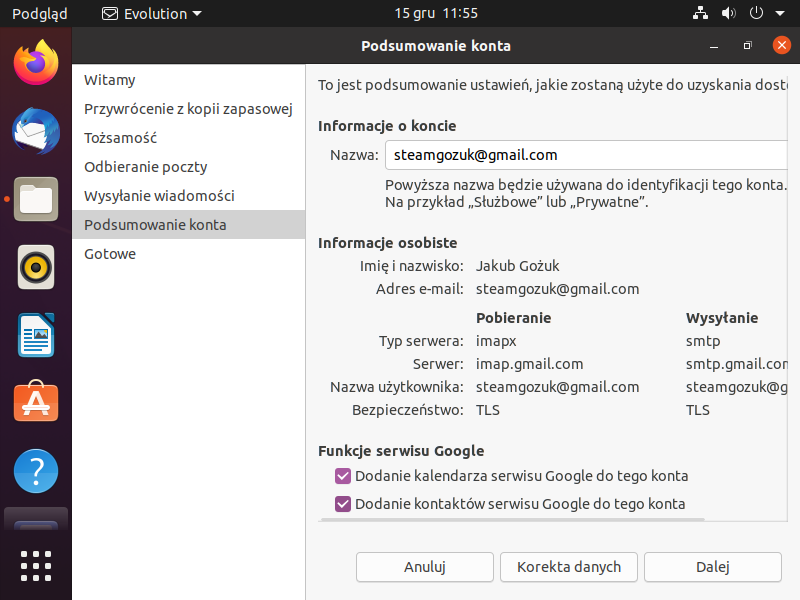 Podgląd Evolution 15 gru 11:55
Podsumowanie konta
Witamy
Przywrócenie z kopii zapasowej
Tożsamość
Odbieranie poczty
Wysyłanie wiadomości
Podsumowanie konta
Gotowe
To jest podsumowanie ustawień, jakie zostaną użyte do uzyskania dostę
Informacje o koncie
Nazwa: steamgozuk@gmail.com
Powyższa nazwa będzie używana do identyfikacji tego konta.
Na przykład „Służbowe” lub „Prywatne”.
Informacje osobiste
Imię i nazwisko: Jakub Gożuk
Adres e-mail: steamgozuk@gmail.com
Pobieranie Wysyłanie
Typ serwera: imapx smtp
Serwer: imap.gmail.com smtp.gmail.com
Nazwa użytkownika: steamgozuk@gmail.com steamgozuk@g
Bezpieczeństwo: TLS TLS
Funkcje serwisu Google
Dodanie kalendarza serwisu Google do tego konta
Dodanie kontaktów serwisu Google do tego konta
Anuluj Korekta danych Dalej